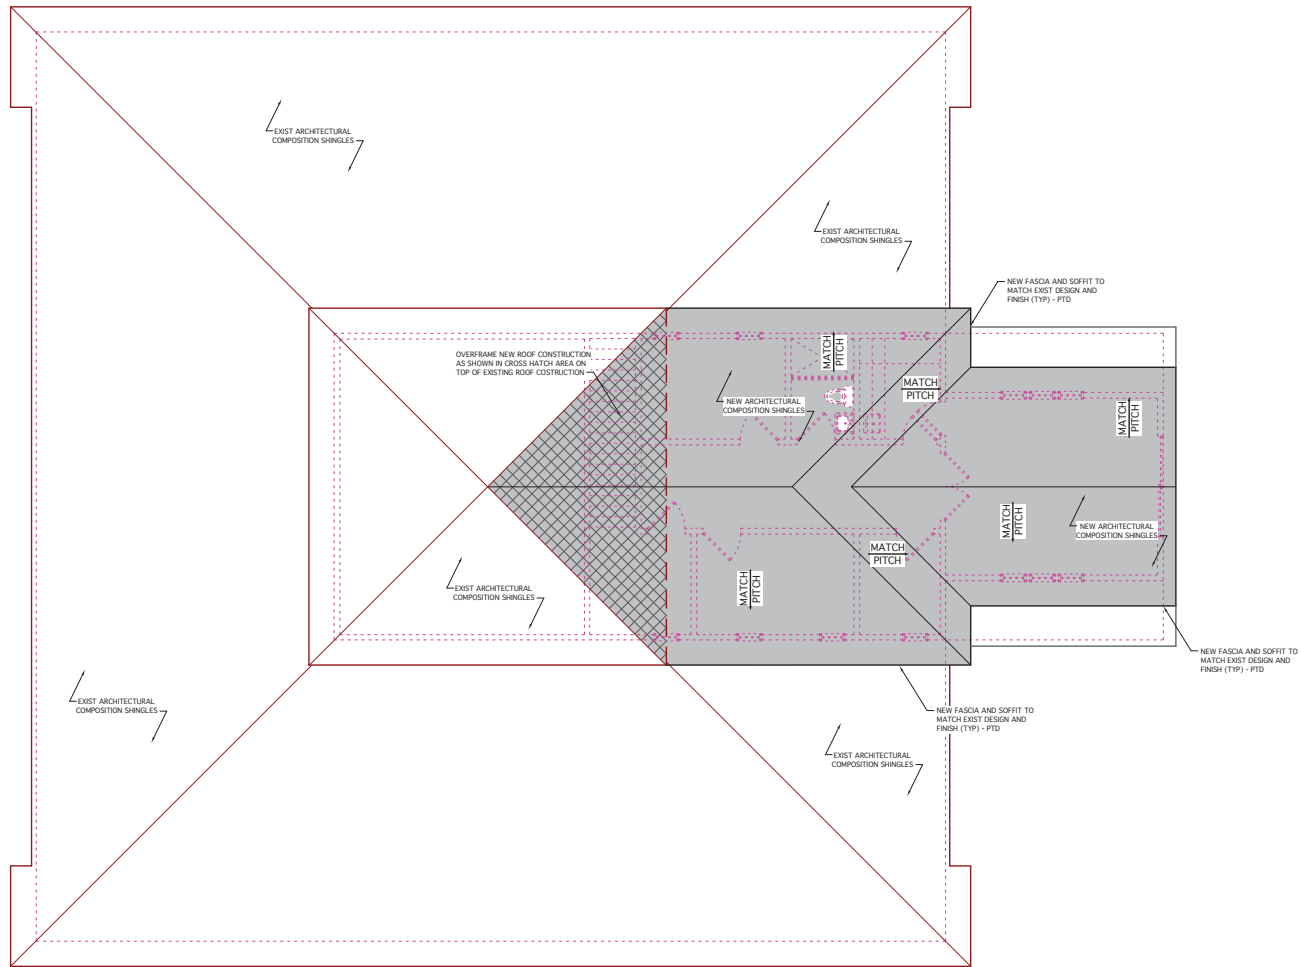 EXIST ARCHITECTURAL
COMPOSITION SHINGLES
EXIST ARCHITECTURAL
COMPOSITION SHINGLES
NEW FASCIA AND SOFFIT TO
MATCH EXIST DESIGN AND
FINISH (TYP) - PTD
OVERFRAME NEW ROOF CONSTRUCTION
AS SHOWN IN CROSS HATCH AREA ON
TOP OF EXISTING ROOF COSTRUCTION
MATCH
PITCH
MATCH
PITCH
NEW ARCHITECTURAL
COMPOSITION SHINGLES
MATCH
PITCH
MATCH
PITCH
NEW ARCHITECTURAL
COMPOSITION SHINGLES
MATCH
PITCH
MATCH
PITCH
EXIST ARCHITECTURAL
COMPOSITION SHINGLES
NEW FASCIA AND SOFFIT TO
MATCH EXIST DESIGN AND
FINISH (TYP) - PTD
EXIST ARCHITECTURAL
COMPOSITION SHINGLES
NEW FASCIA AND SOFFIT TO
MATCH EXIST DESIGN AND
FINISH (TYP) - PTD
EXIST ARCHITECTURAL
COMPOSITION SHINGLES